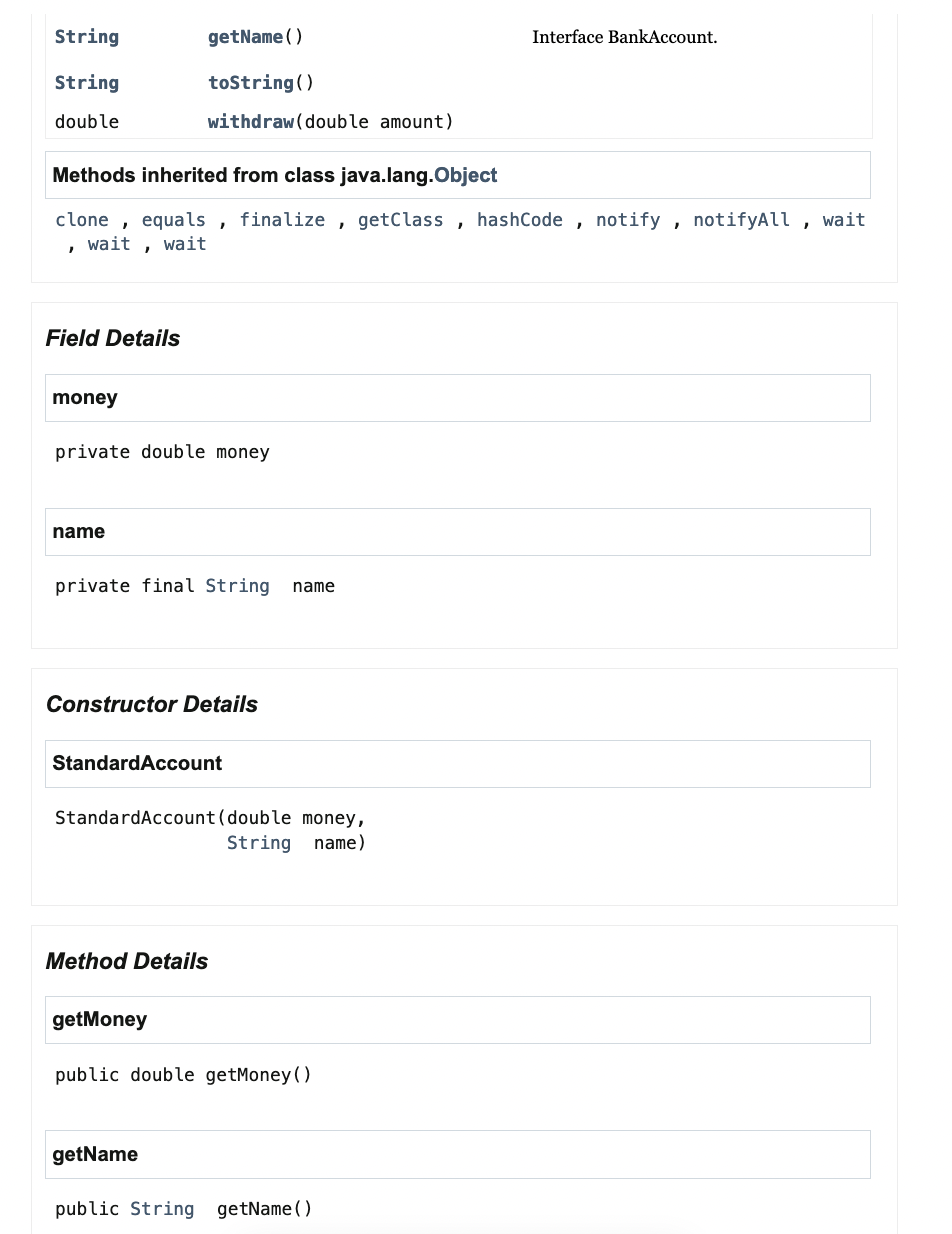 String getName() Interface BankAccount.
String toString()
double withdraw(double amount)
Methods inherited from class java.lang.Object
clone , equals , finalize , getClass , hashCode , notify , notifyAll , wait
, wait , wait
Field Details
money
private double money
name
private final String name
Constructor Details
StandardAccount
StandardAccount(double money,
String name)
Method Details
getMoney
public double getMoney()
getName
public String getName()